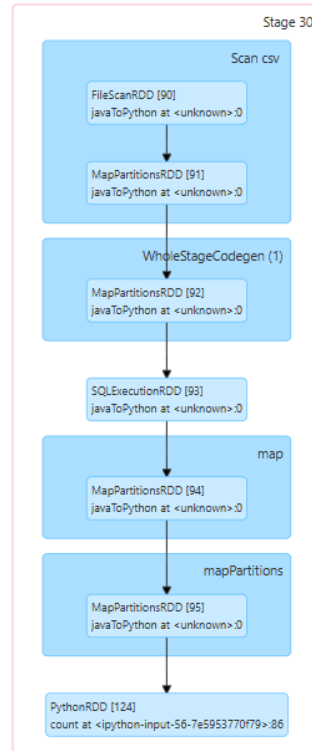 Stage 30
Scan csv
FileScanRDD [90]
javaToPython at <unknown>:0
MapPartitionsRDD [91]
javaToPython at <unknown>:0
WholeStageCodegen (1)
MapPartitionsRDD [92]
javaToPython at <unknown>:0
SQLExecutionRDD [93]
javaToPython at <unknown>:0
map
MapPartitionsRDD [94]
javaToPython at <unknown>:0
mapPartitions
MapPartitionsRDD [95]
javaToPython at <unknown>:0
PythonRDD [124]
count at <ipython-input-56-7e5953770f79>:86